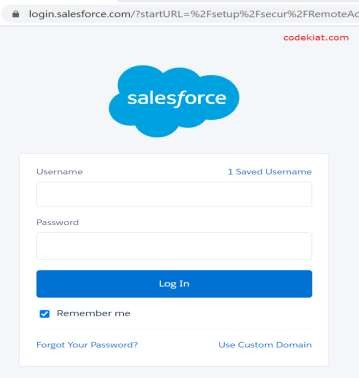 login.salesforce.com/?startURL=%2Fsetup%2Fsecur%2FRemoteAc
codekiat.com
salesforce
Username 1 Saved Username
Password
Log In
Remember me
Forgot Your Password? Use Custom Domain